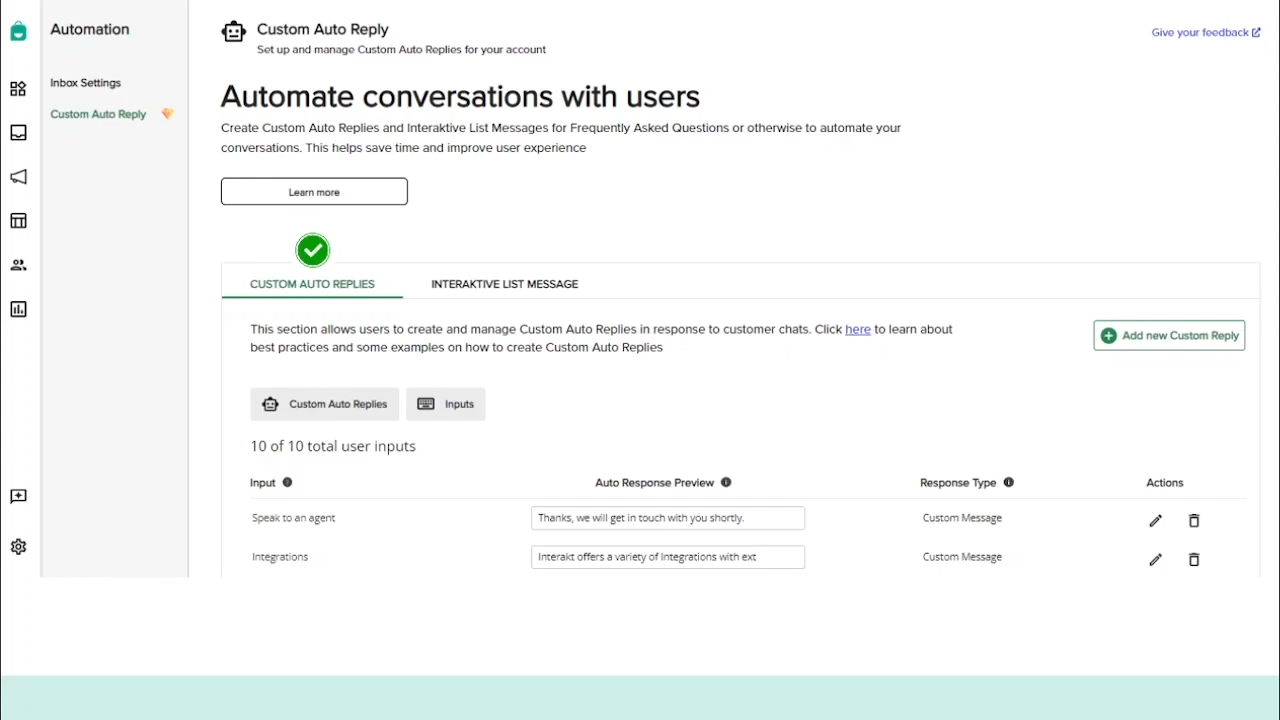 Automation
Inbox Settings
Custom Auto Reply
Custom Auto Reply
Set up and manage Custom Auto Replies for your account
Give your feedback
Automate conversations with users
Create Custom Auto Replies and Interaktive List Messages for Frequently Asked Questions or otherwise to automate your
conversations. This helps save time and improve user experience
Learn more
CUSTOM AUTO REPLIES INTERAKTIVE LIST MESSAGE
This section allows users to create and manage Custom Auto Replies in response to customer chats. Click here to learn about
best practices and some examples on how to create Custom Auto Replies
Add new Custom Reply
Custom Auto Replies Inputs
10 of 10 total user inputs
Input Auto Response Preview Response Type Actions
Speak to an agent Thanks, we will get in touch with you shortly. Custom Message
Integrations Interakt offers a variety of Integrations with ext Custom Message